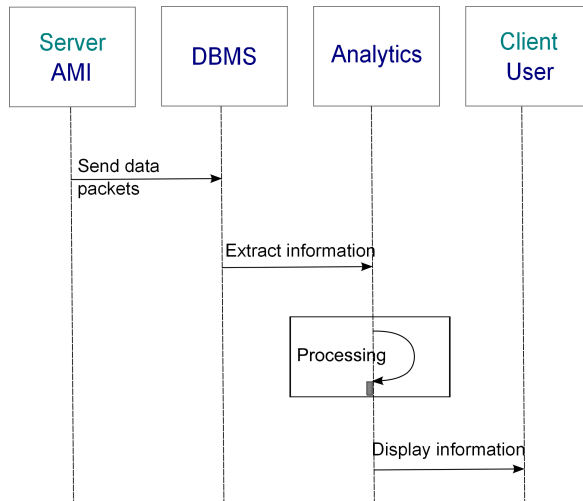 Server
AMI
DBMS
Analytics
Client
User
Send data
packets
Extract information
Processing
Display information